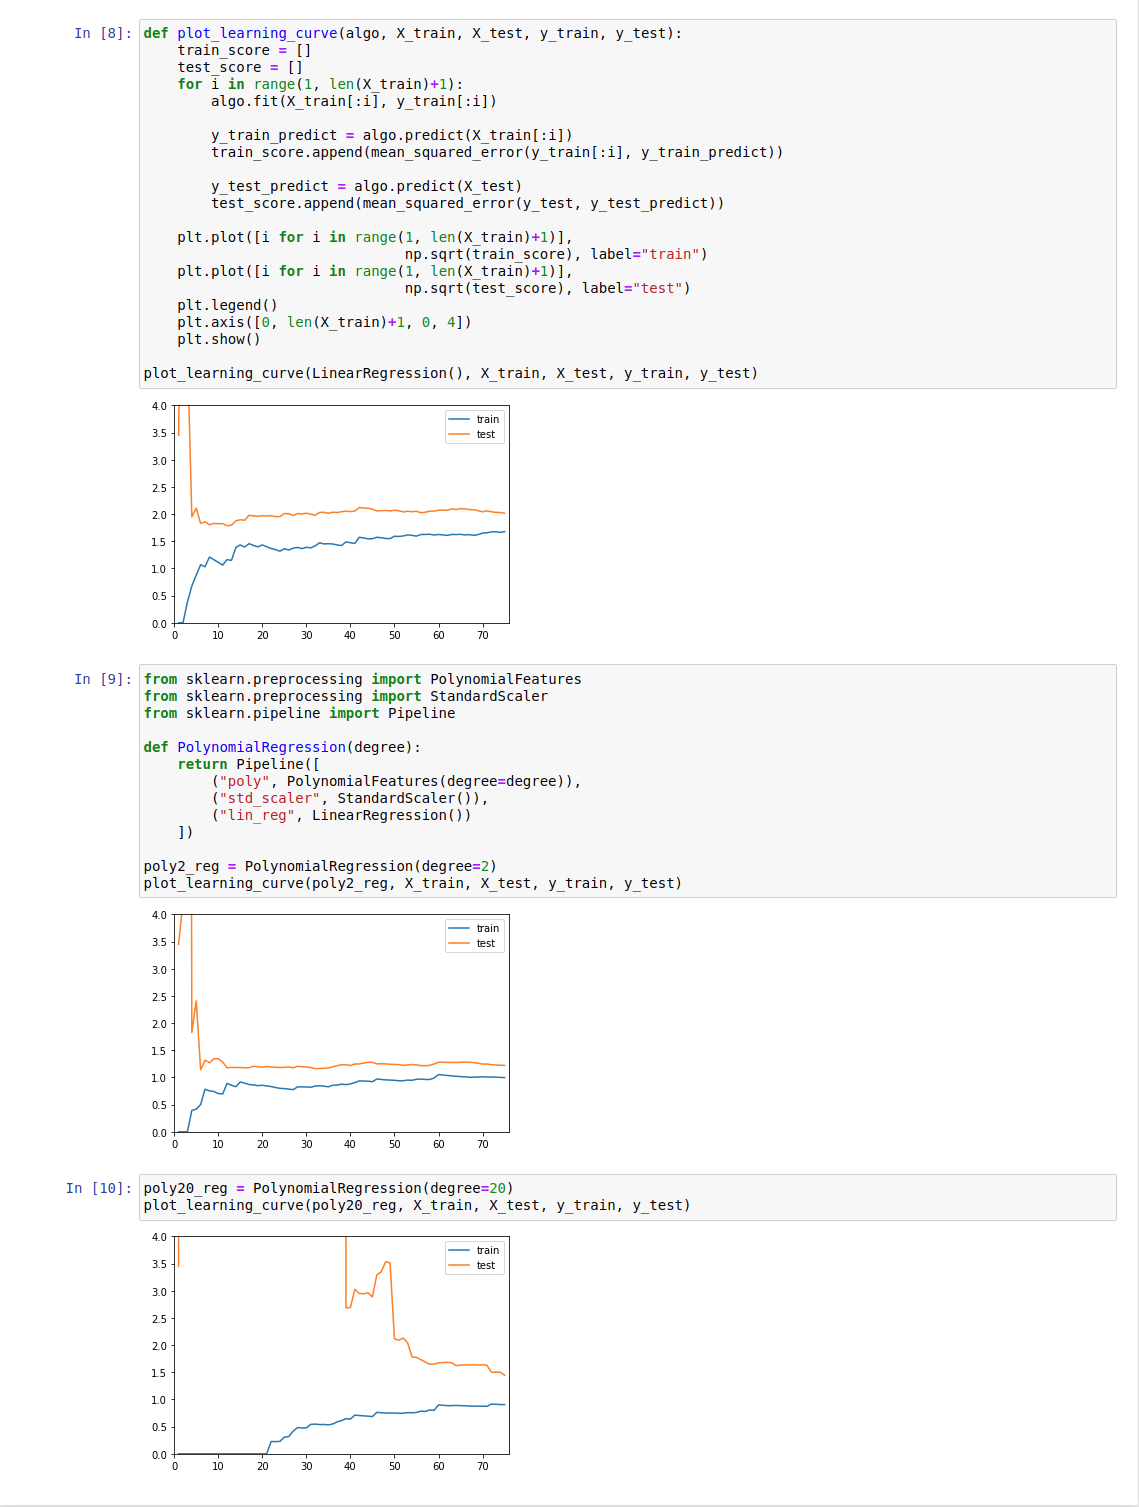 In [8]: def plot_learning_curve(algo, X_train, X_test, y_train, y_test):
    train_score = []
    test_score = []
    for i in range(1, len(X_train)+1):
        algo.fit(X_train[:i], y_train[:i])

        y_train_predict = algo.predict(X_train[:i])
        train_score.append(mean_squared_error(y_train[:i], y_train_predict))

        y_test_predict = algo.predict(X_test)
        test_score.append(mean_squared_error(y_test, y_test_predict))

    plt.plot([i for i in range(1, len(X_train)+1)],
                               np.sqrt(train_score), label="train")
    plt.plot([i for i in range(1, len(X_train)+1)],
                               np.sqrt(test_score), label="test")
    plt.legend()
    plt.axis([0, len(X_train)+1, 0, 4])
    plt.show()

plot_learning_curve(LinearRegression(), X_train, X_test, y_train, y_test)
4.0
train
3.5
test
3.0
2.5
2.0
1.5
1.0
0.5
0.0
0 10 20 30 40 50 60 70
In [9]: from sklearn.preprocessing import PolynomialFeatures
from sklearn.preprocessing import StandardScaler
from sklearn.pipeline import Pipeline

def PolynomialRegression(degree):
    return Pipeline([
        ("poly", PolynomialFeatures(degree=degree)),
        ("std_scaler", StandardScaler()),
        ("lin_reg", LinearRegression())
    ])

poly2_reg = PolynomialRegression(degree=2)
plot_learning_curve(poly2_reg, X_train, X_test, y_train, y_test)
4.0
train
3.5
test
3.0
2.5
2.0
1.5
1.0
0.5
0.0
0 10 20 30 40 50 60 70
In [10]: poly20_reg = PolynomialRegression(degree=20)
plot_learning_curve(poly20_reg, X_train, X_test, y_train, y_test)
4.0
train
3.5
test
3.0
2.5
2.0
1.5
1.0
0.5
0.0
0 10 20 30 40 50 60 70